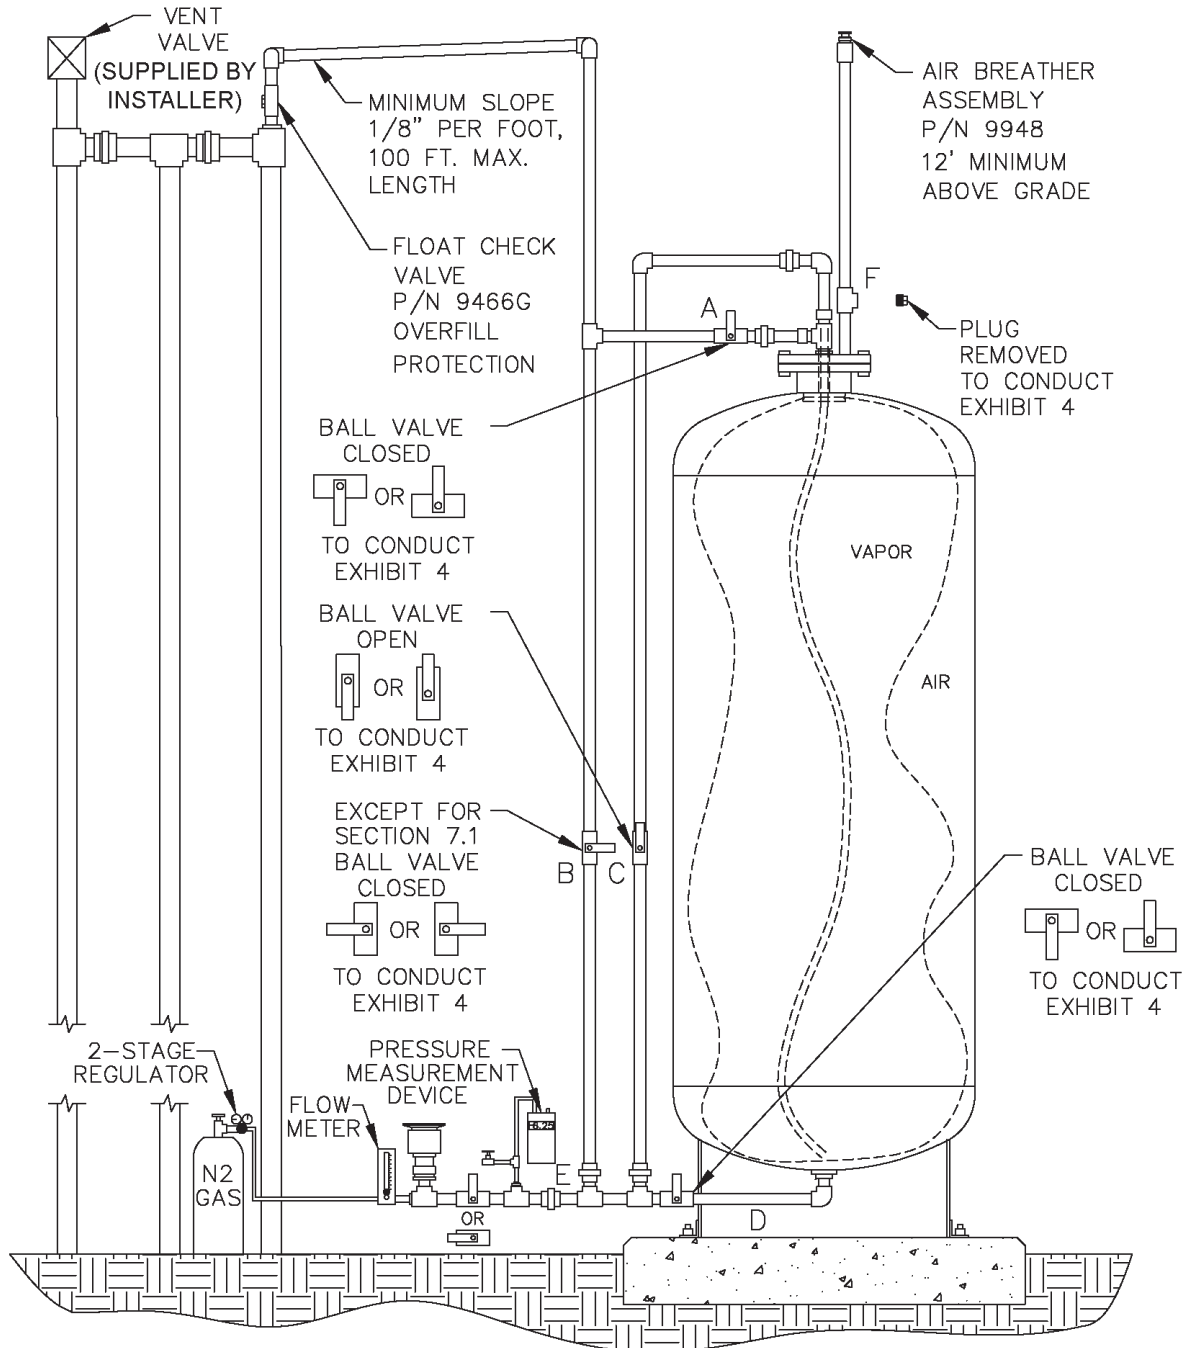 VENT
VALVE
(SUPPLIED BY
INSTALLER)
MINIMUM SLOPE
1/8" PER FOOT,
100 FT. MAX.
LENGTH
AIR BREATHER
ASSEMBLY
P/N 9948
12' MINIMUM
ABOVE GRADE
FLOAT CHECK
VALVE
P/N 9466G
OVERFILL
PROTECTION
A
F
PLUG
REMOVED
TO CONDUCT
EXHIBIT 4
BALL VALVE
CLOSED
OR
TO CONDUCT
EXHIBIT 4
VAPOR
AIR
BALL VALVE
OPEN
OR
TO CONDUCT
EXHIBIT 4
EXCEPT FOR
SECTION 7.1
BALL VALVE
CLOSED
OR
TO CONDUCT
EXHIBIT 4
B
C
BALL VALVE
CLOSED
OR
TO CONDUCT
EXHIBIT 4
2-STAGE
REGULATOR
PRESSURE
MEASUREMENT
DEVICE
FLOW
METER
N2
GAS
E
OR
D